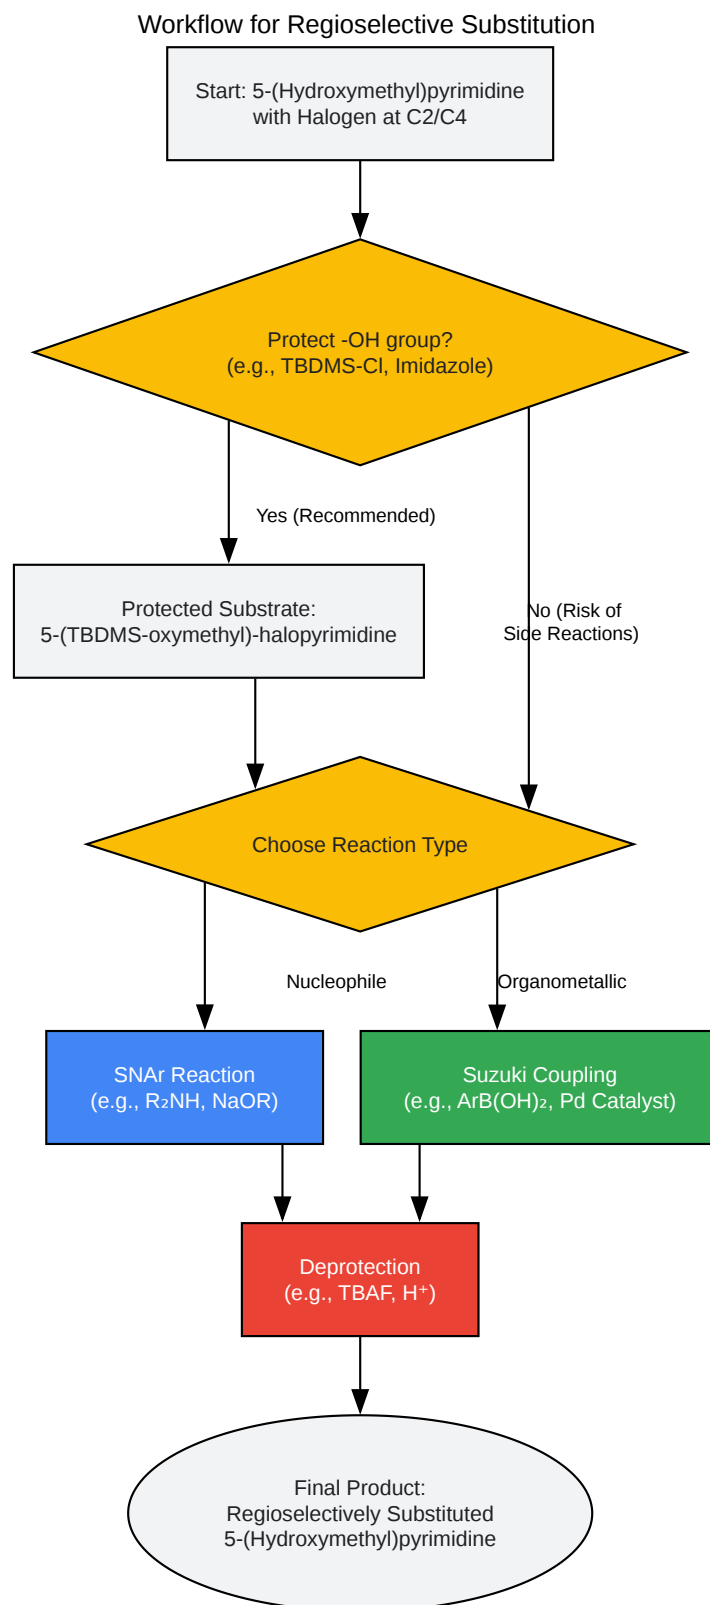 Workflow for Regioselective Substitution
Start: 5-(Hydroxymethyl)pyrimidine
with Halogen at C2/C4
Protect -OH group?
(e.g., TBDMS-Cl, Imidazole)
Yes (Recommended)
Protected Substrate:
5-(TBDMS-oxymethyl)-halopyrimidine
No (Risk of
Side Reactions)
Choose Reaction Type
Nucleophile
Organometallic
SNAr Reaction
(e.g., R₂NH, NaOR)
Suzuki Coupling
(e.g., ArB(OH)₂, Pd Catalyst)
Deprotection
(e.g., TBAF, H⁺)
Final Product:
Regioselectively Substituted
5-(Hydroxymethyl)pyrimidine